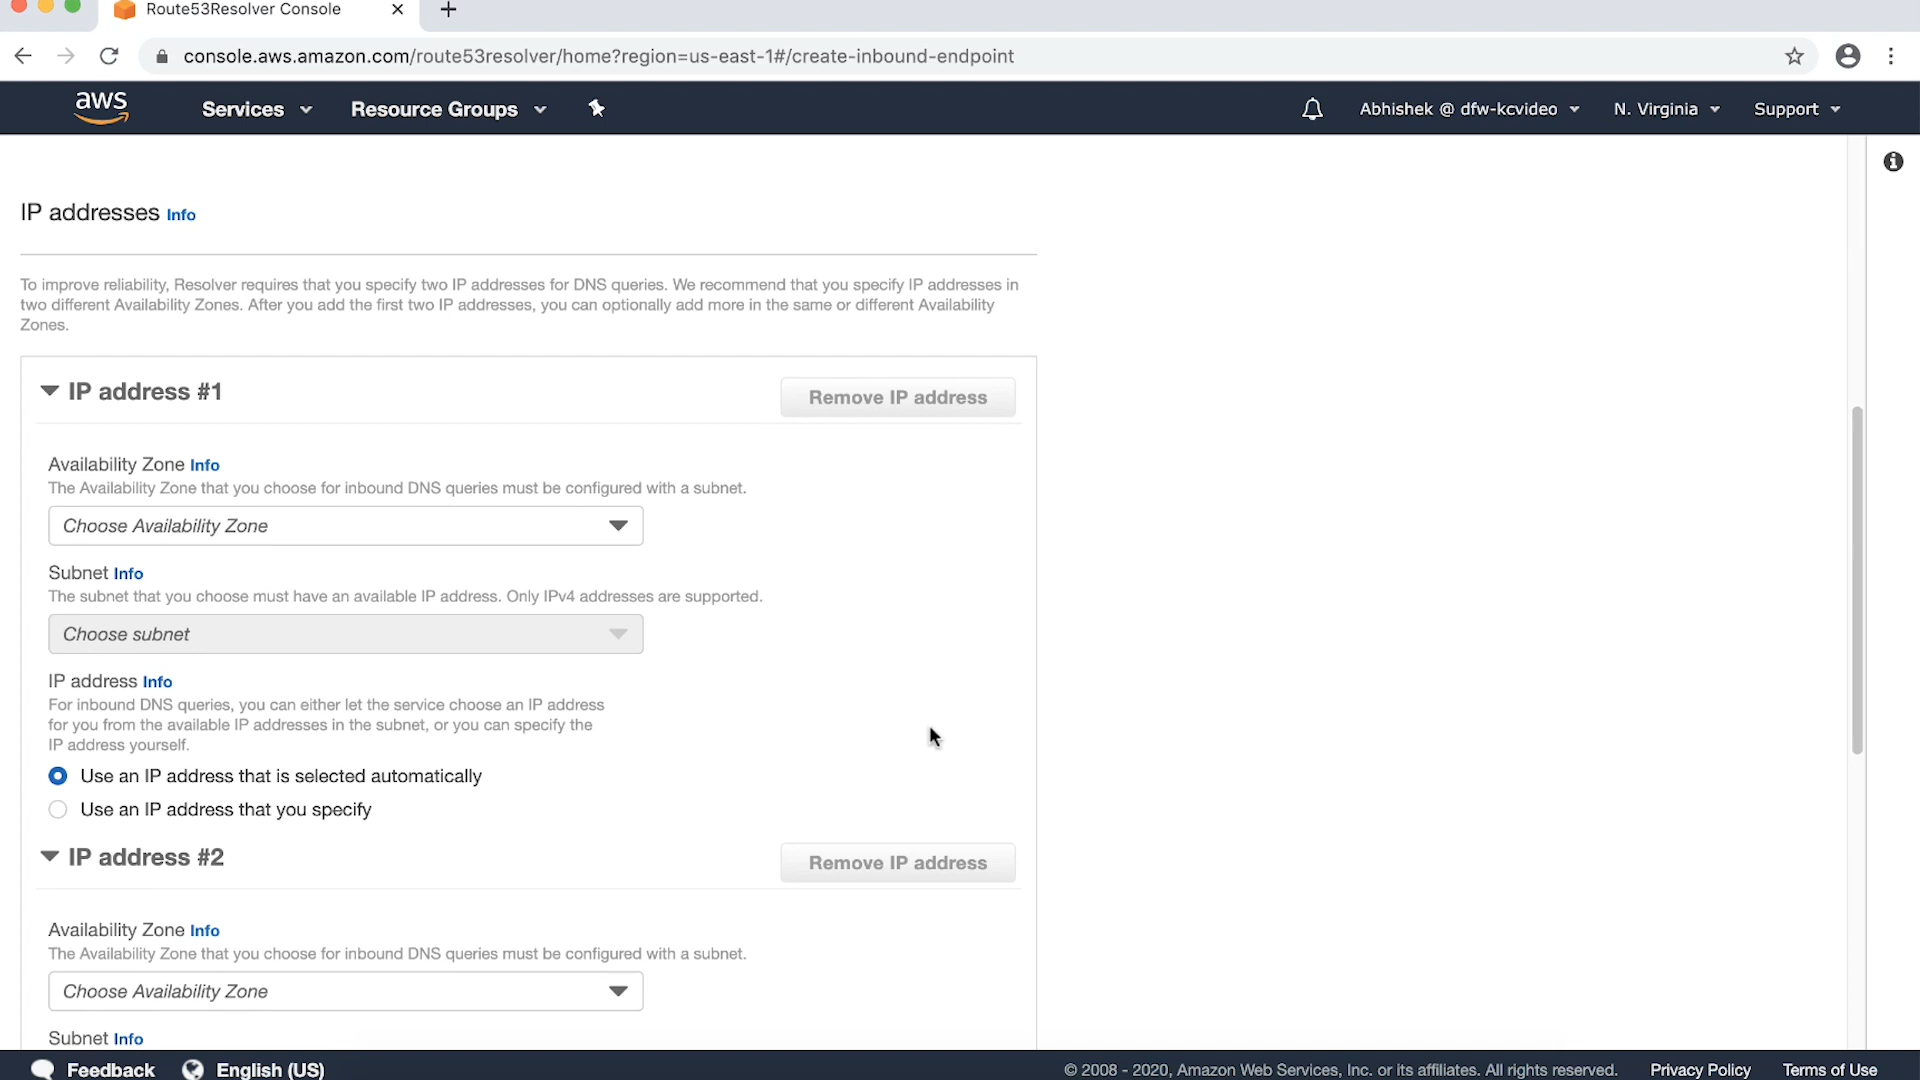 Route53Resolver Console
console.aws.amazon.com/route53resolver/home?region=us-east-1#/create-inbound-endpoint
aws Services Resource Groups Abhishek @ dfw-kcvideo N. Virginia Support
IP addresses Info
To improve reliability, Resolver requires that you specify two IP addresses for DNS queries. We recommend that you specify IP addresses in
two different Availability Zones. After you add the first two IP addresses, you can optionally add more in the same or different Availability
Zones.
IP address #1 Remove IP address
Availability Zone Info
The Availability Zone that you choose for inbound DNS queries must be configured with a subnet.
Choose Availability Zone
Subnet Info
The subnet that you choose must have an available IP address. Only IPv4 addresses are supported.
Choose subnet
IP address Info
For inbound DNS queries, you can either let the service choose an IP address
for you from the available IP addresses in the subnet, or you can specify the
IP address yourself.
Use an IP address that is selected automatically
Use an IP address that you specify
IP address #2 Remove IP address
Availability Zone Info
The Availability Zone that you choose for inbound DNS queries must be configured with a subnet.
Choose Availability Zone
Subnet Info
Feedback English (US) © 2008 - 2020, Amazon Web Services, Inc. or its affiliates. All rights reserved. Privacy Policy Terms of Use